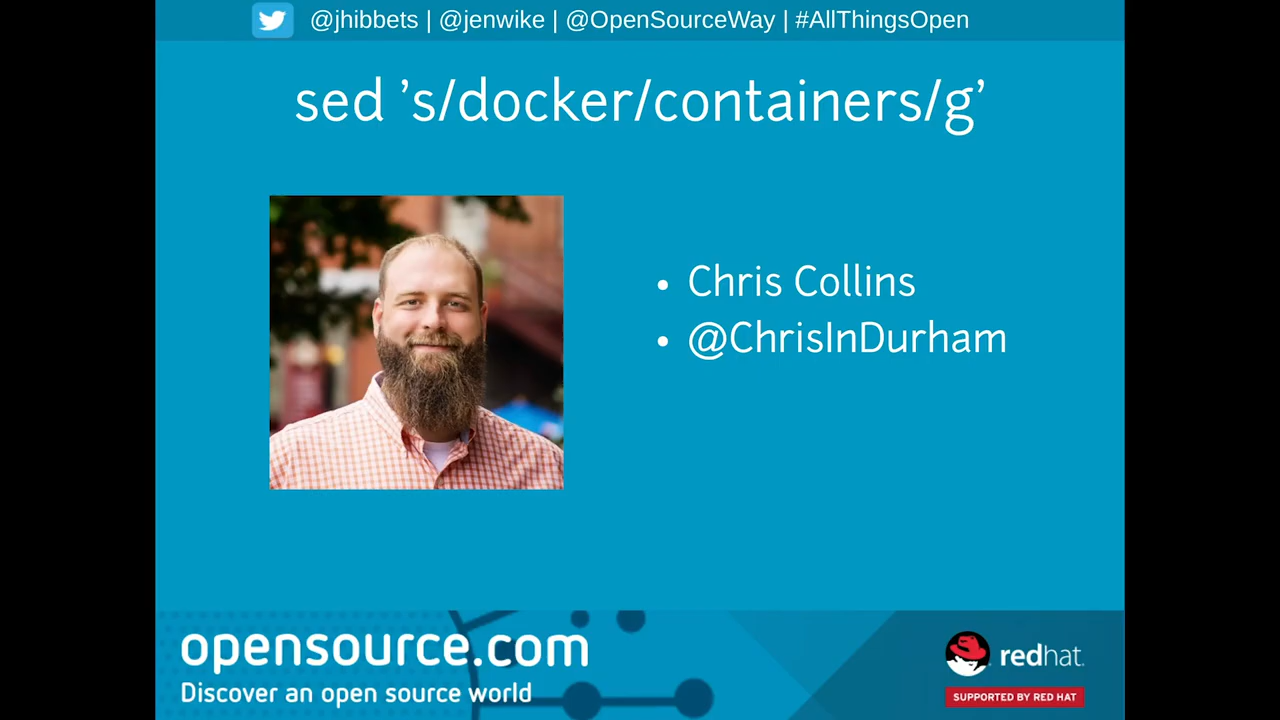 @jhibbets | @jenwike | @OpenSourceWay | #AllThingsOpen
sed ’s/docker/containers/g’
• Chris Collins
• @ChrisInDurham
opensource.com
Discover an open source world
redhat.
SUPPORTED BY RED HAT